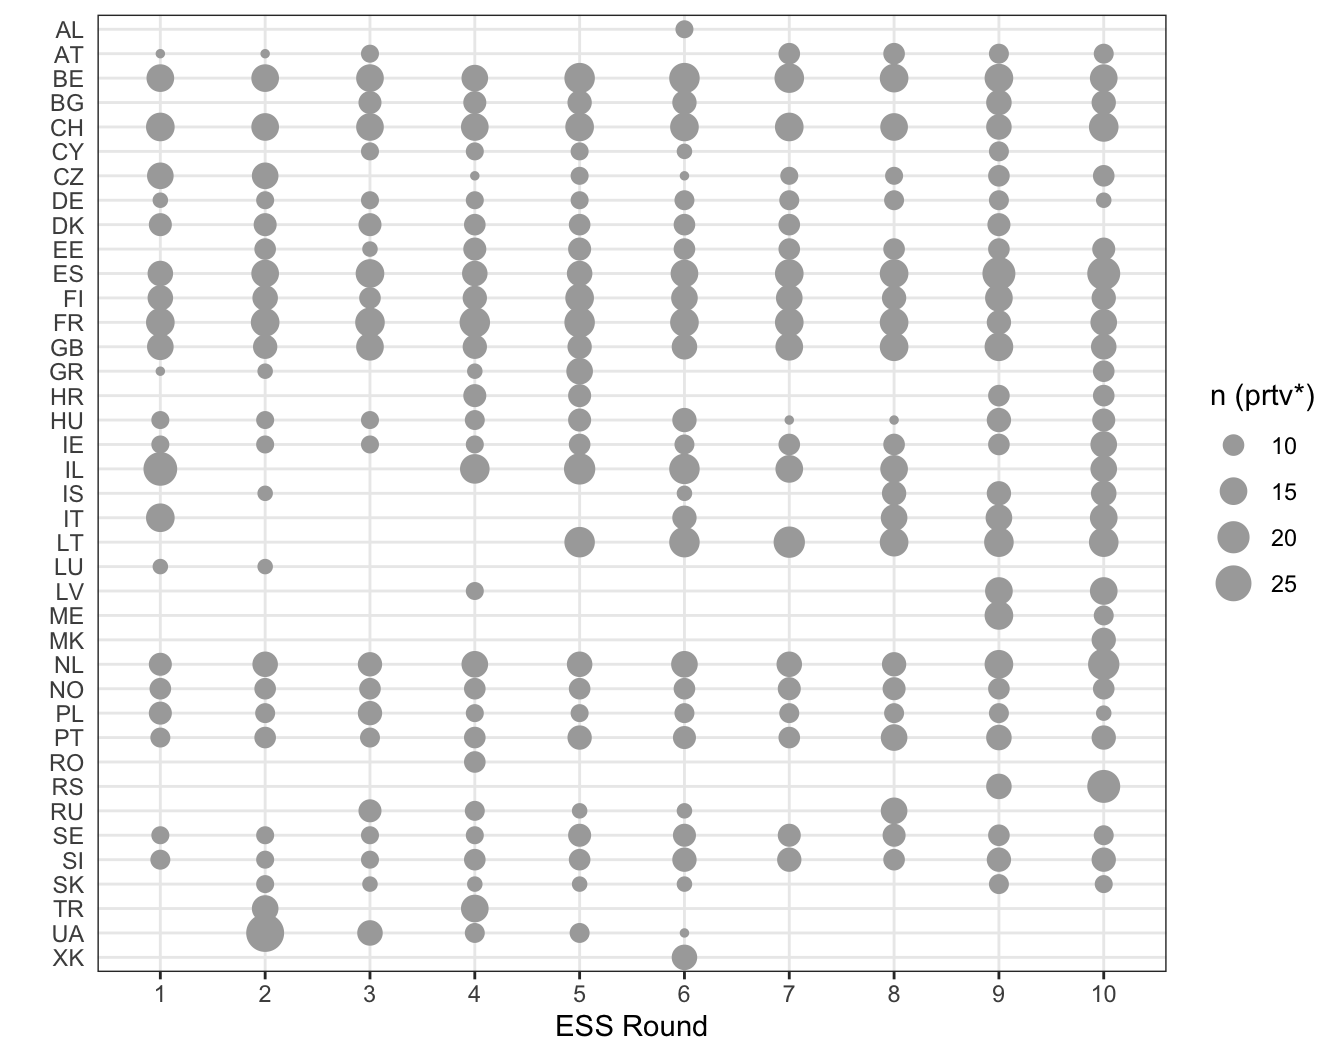 AL
AT
BE
BG
CH
CY
CZ
DE
DK
EE
ES
FI
FR
GB
GR
HR
HU
IE
IL
IS
IT
LT
LU
LV
ME
MK
NL
NO
PL
PT
RO
RS
RU
SE
SI
SK
TR
UA
XK
1 2 3 4 5 6 7 8 9 10
ESS Round
n (prtv*)
10
15
20
25